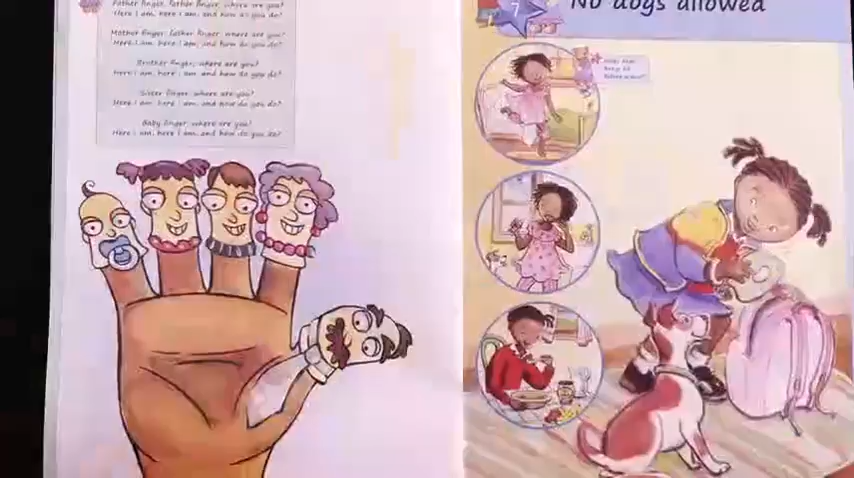 Father finger, father finger, where are you?
Here I am, here I am, and how do you do?
Mother finger, father finger, where are you?
Here I am, here I am, and how do you do?
Brother finger, where are you?
Here I am, here I am, and how do you do?
Sister finger, where are you?
Here I am, here I am, and how do you do?
Baby finger, where are you?
Here I am, here I am, and how do you do?
7
No dogs allowed